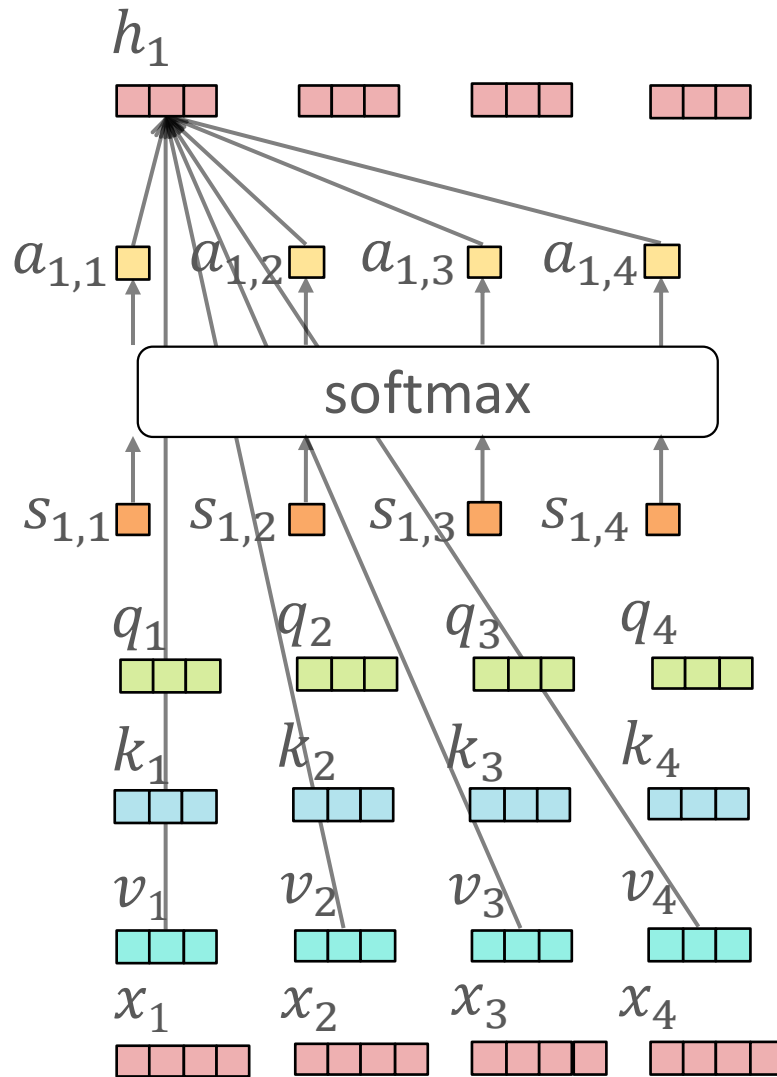 h₁
a₁,₁ a₁,₂ a₁,₃ a₁,₄
softmax
s₁,₁ s₁,₂ s₁,₃ s₁,₄
q₁ q₂ q₃ q₄
k₁ k₂ k₃ k₄
v₁ v₂ v₃ v₄
x₁ x₂ x₃ x₄